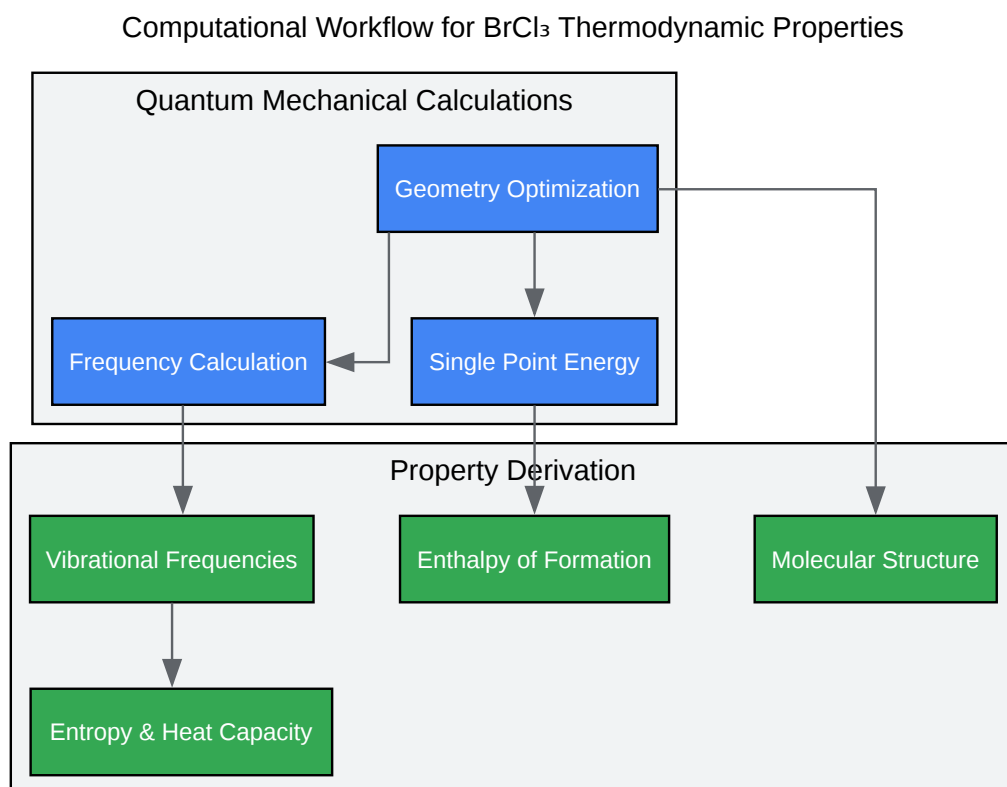 Computational Workflow for BrCl₃ Thermodynamic Properties
Quantum Mechanical Calculations
Geometry Optimization
Frequency Calculation
Single Point Energy
Property Derivation
Vibrational Frequencies
Enthalpy of Formation
Molecular Structure
Entropy & Heat Capacity